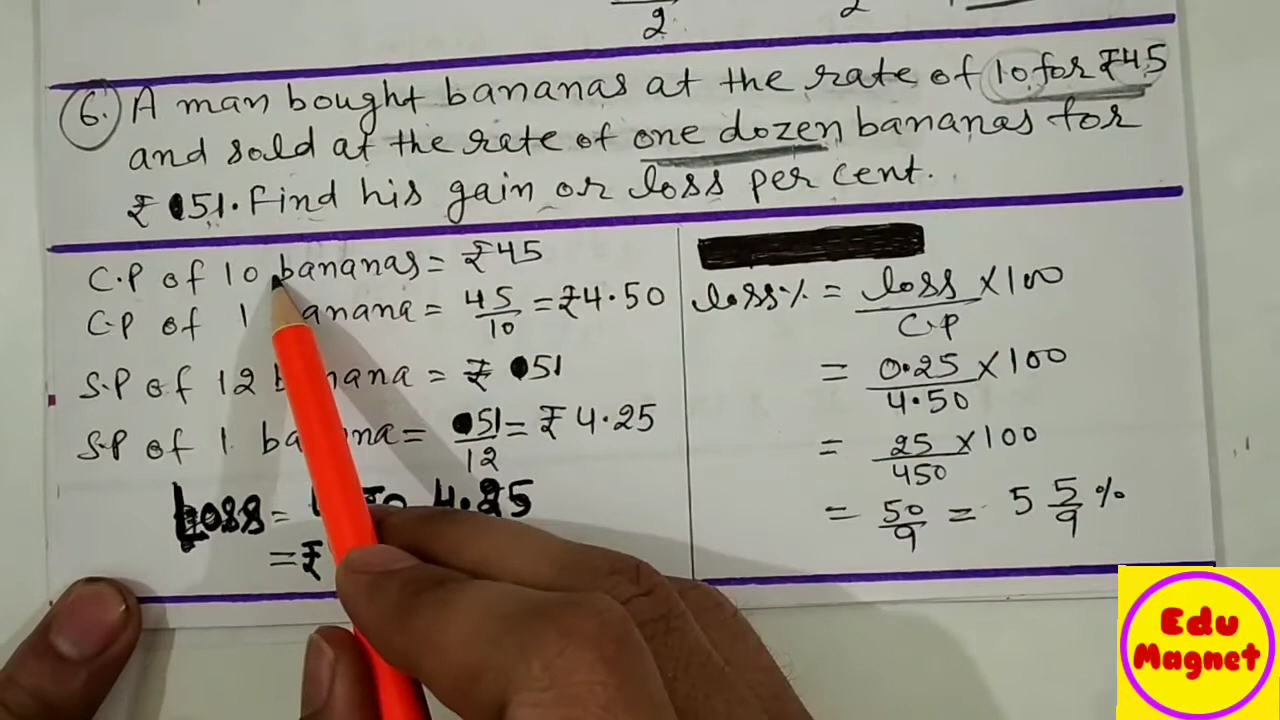 2
2
6. A man bought bananas at the rate of 10 for ₹45
and sold at the rate of one dozen bananas for
₹ 51. Find his gain or loss per cent.
C.P of 10 bananas = ₹45
C.P of 1 anana = 45/10 = ₹4.50
S.P of 12 b nana = ₹ 51
S.P of 1 ba na = 51/12 = ₹4.25
Loss = 4.25
= ₹
loss% = loss/C.P × 100
= 0.25/4.50 × 100
= 25/450 × 100
= 50/9 = 5 5/9 %
Edu
Magnet